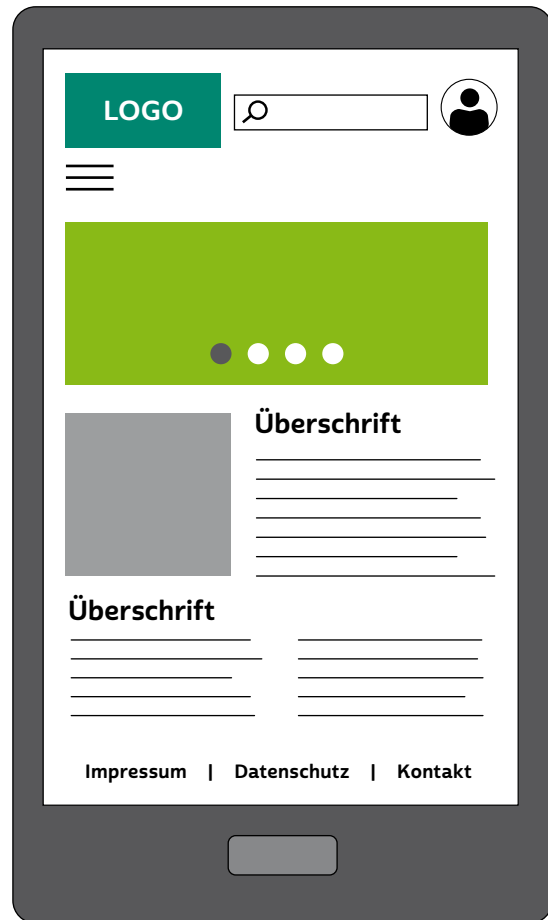 LOGO
Überschrift
Überschrift
Impressum | Datenschutz | Kontakt